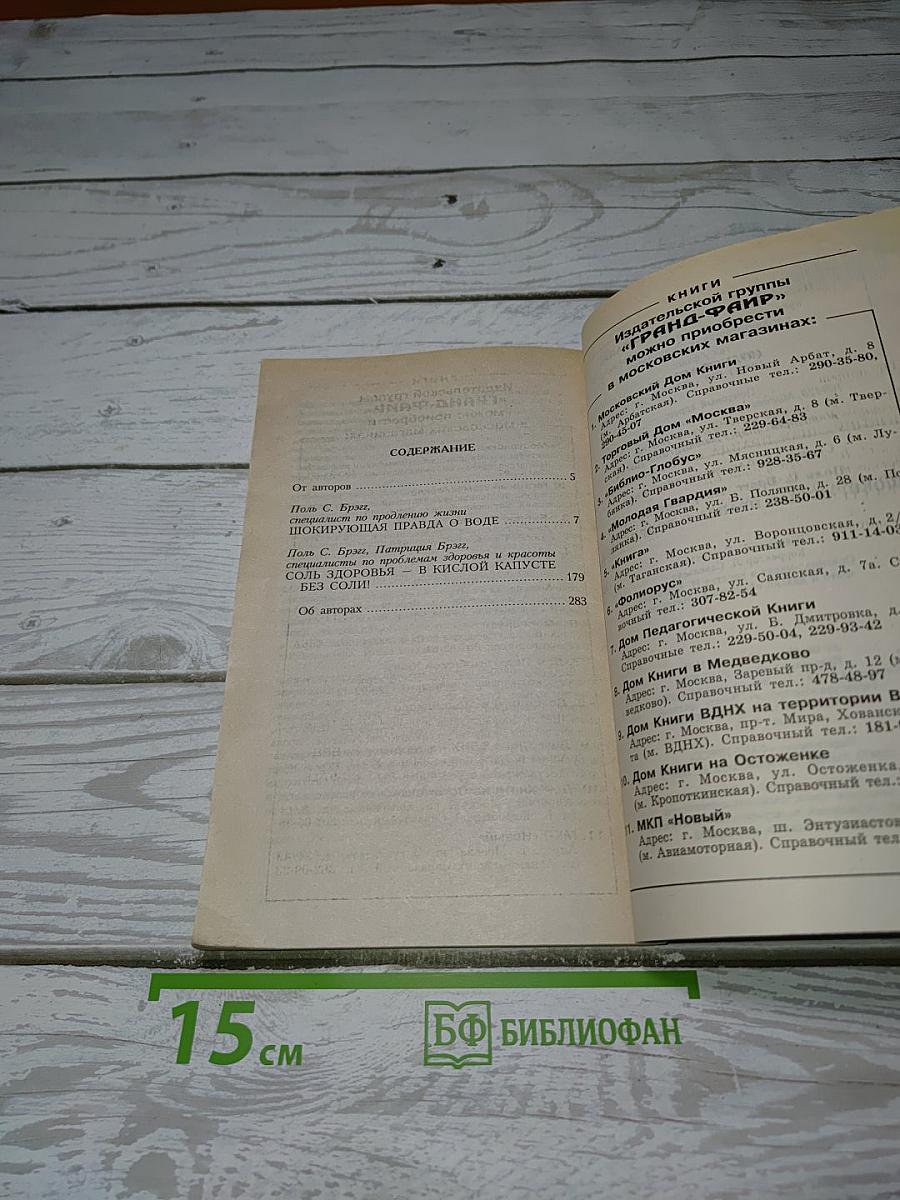 СОДЕРЖАНИЕ
От авторов 5
Поль С. Брэгг,
специалист по продлению жизни
ШОКИРУЮЩАЯ ПРАВДА О ВОДЕ 7
Поль С. Брэгг, Патриция Брэгг,
специалисты по проблемам здоровья и красоты
СОЛЬ ЗДОРОВЬЯ — В КИСЛОЙ КАПУСТЕ
БЕЗ СОЛИ! 179
Об авторах 283
КНИГИ
Издательской группы
«ГРАНД-ФАИР»
можно приобрести
в московских магазинах:
1. Московский Дом Книги
Адрес: г. Москва, ул. Новый Арбат, д. 8
(м. Арбатская). Справочные тел.: 290-35-80,
290-45-07
2. Торговый Дом «Москва»
Адрес: г. Москва, ул. Тверская, д. 8 (м. Твер-
ская). Справочный тел.: 229-64-83
3. «Библио-Глобус»
Адрес: г. Москва, ул. Мясницкая, д. 6 (м. Лу-
бянка). Справочный тел.: 928-35-67
4. «Молодая Гвардия»
Адрес: г. Москва, ул. Б. Полянка, д. 28 (м. По
лянка). Справочный тел.: 238-50-01
5. «Книга»
Адрес: г. Москва, ул. Воронцовская, д. 2/
(м. Таганская). Справочный тел.: 911-14-03
6. «Фолиорус»
Адрес: г. Москва, ул. Саянская, д. 7а. С
вочный тел.: 307-82-54
7. Дом Педагогической Книги
Адрес: г. Москва, ул. Б. Дмитровка, д.
Справочные тел.: 229-50-04, 229-93-42
8. Дом Книги в Медведково
Адрес: г. Москва, Заревый пр-д, д. 12 (м
ведково). Справочный тел.: 478-48-97
9. Дом Книги ВДНХ на территории В
Адрес: г. Москва, пр-т. Мира, Хованск
та (м. ВДНХ). Справочный тел.: 181-
10. Дом Книги на Остоженке
Адрес: г. Москва, ул. Остоженка,
(м. Кропоткинская). Справочный тел.:
11. МКП «Новый»
Адрес: г. Москва, ш. Энтузиастов
(м. Авиамоторная). Справочный тел
15 см
БФ БИБЛИОФАН